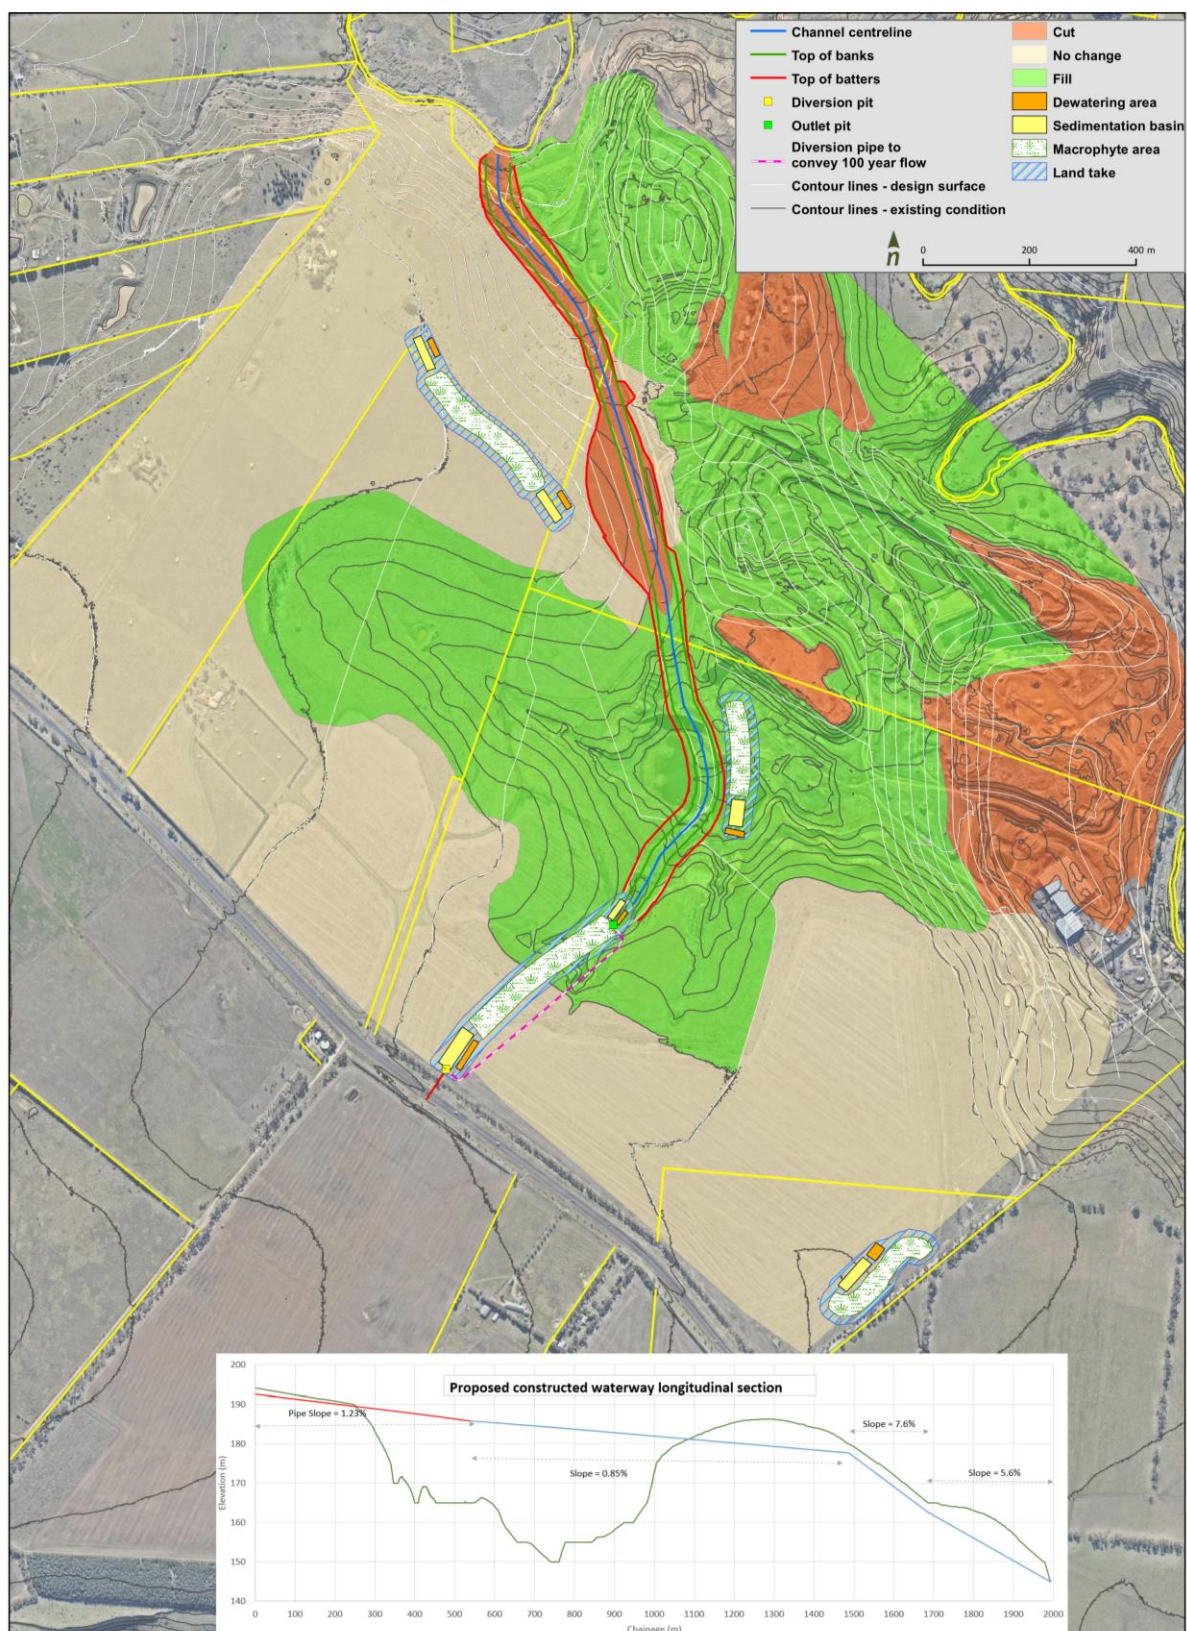 Channel centreline
Top of banks
Top of batters
Diversion pit
Outlet pit
Diversion pipe to
convey 100 year flow
Contour lines - design surface
Contour lines - existing condition
Cut
No change
Fill
Dewatering area
Sedimentation basin
Macrophyte area
Land take
n
0 200 400 m
Proposed constructed waterway longitudinal section
Elevation (m)
200
190
180
170
160
150
140
Pipe Slope = 1.23%
Slope = 0.85%
Slope = 7.6%
Slope = 5.6%
0 100 200 300 400 500 600 700 800 900 1000 1100 1200 1300 1400 1500 1600 1700 1800 1900 2000
Chainage (m)